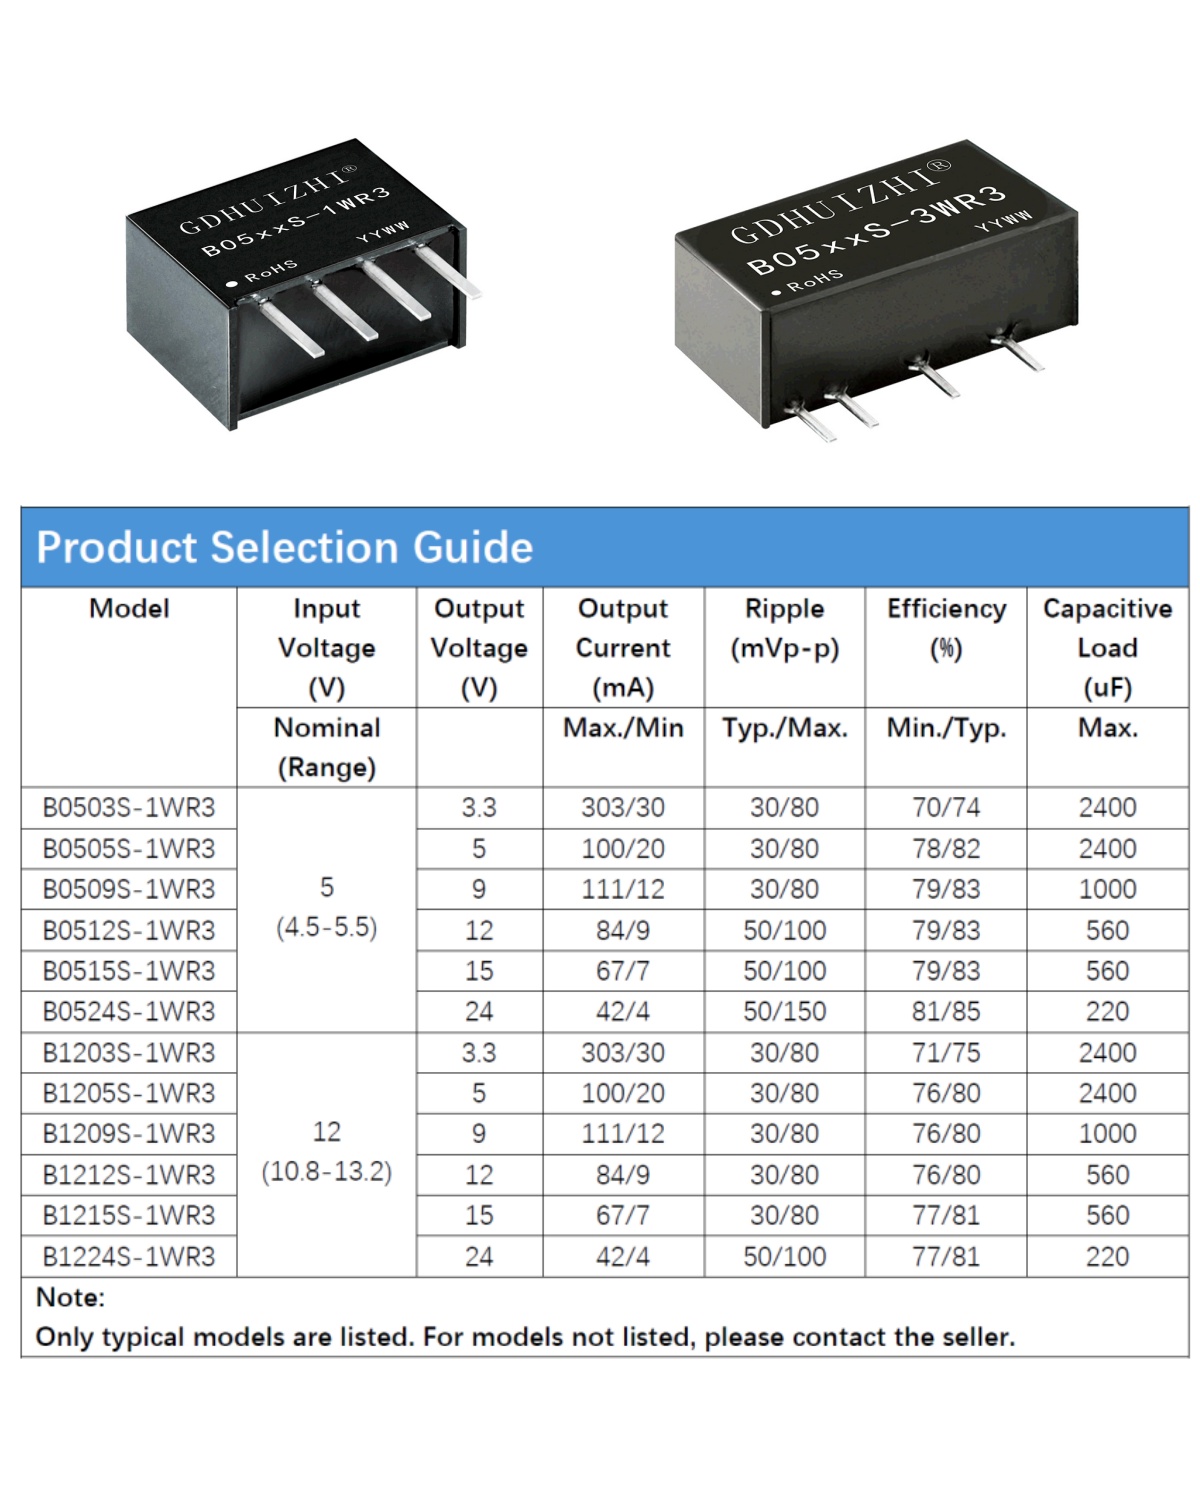 GDHUIZHI®
B05××S-1WR3
YYWW
RoHS
GDHUIZHI®
B05××S-3WR3
YYWW
RoHS
Product Selection Guide
Model Input Output Output Ripple Efficiency Capacitive
Voltage Voltage Current (mVp-p) (%) Load
(V) (V) (mA) (uF)
Nominal Max./Min Typ./Max. Min./Typ. Max.
(Range)
B0503S-1WR3 3.3 303/30 30/80 70/74 2400
B0505S-1WR3 5 100/20 30/80 78/82 2400
5
B0509S-1WR3 9 111/12 30/80 79/83 1000
(4.5-5.5)
B0512S-1WR3 12 84/9 50/100 79/83 560
B0515S-1WR3 15 67/7 50/100 79/83 560
B0524S-1WR3 24 42/4 50/150 81/85 220
B1203S-1WR3 3.3 303/30 30/80 71/75 2400
B1205S-1WR3 5 100/20 30/80 76/80 2400
B1209S-1WR3 12 9 111/12 30/80 76/80 1000
B1212S-1WR3 (10.8-13.2) 12 84/9 30/80 76/80 560
B1215S-1WR3 15 67/7 30/80 77/81 560
B1224S-1WR3 24 42/4 50/100 77/81 220
Note:
Only typical models are listed. For models not listed, please contact the seller.